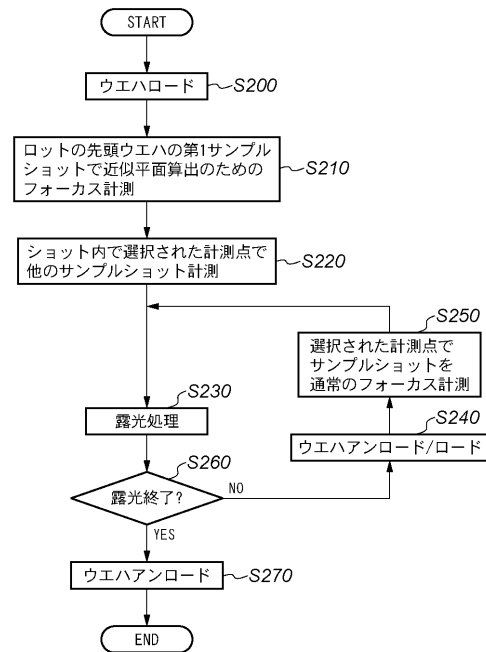 START
ウエハロード
S200
ロットの先頭ウエハの第1サンプル
ショットで近似平面算出のための
フォーカス計測
S210
ショット内で選択された計測点で
他のサンプルショット計測
S220
S250
選択された計測点で
サンプルショットを
通常のフォーカス計測
S230
露光処理
S240
ウエハアンロード/ロード
S260
露光終了?
NO
YES
ウエハアンロード
S270
END